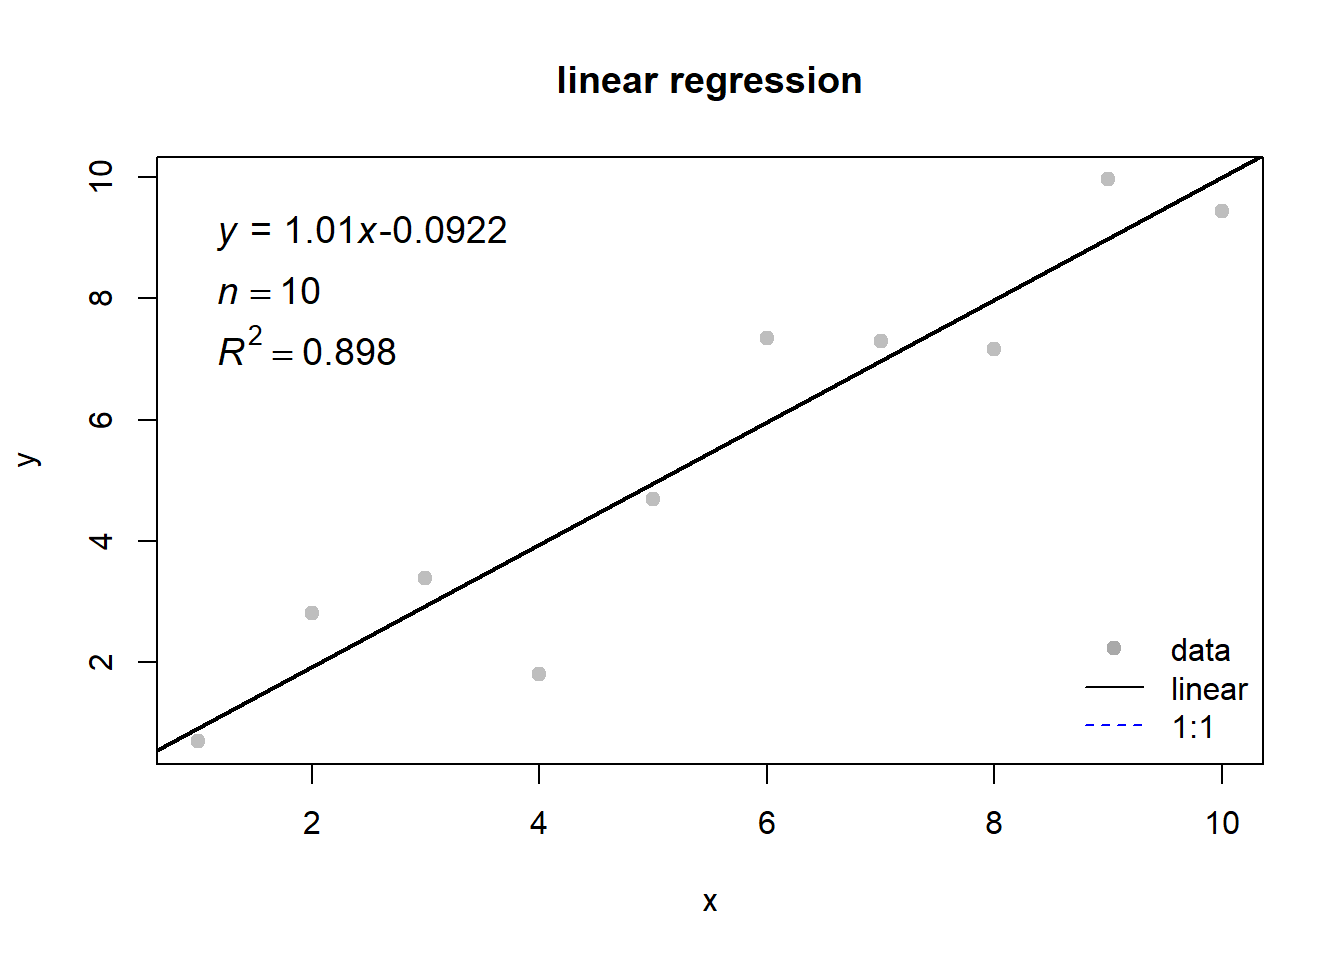 linear regression
y = 1.01x-0.0922
n = 10
R² = 0.898
10
8
6
4
2
y
data
linear
1:1
2 4 6 8 10
x